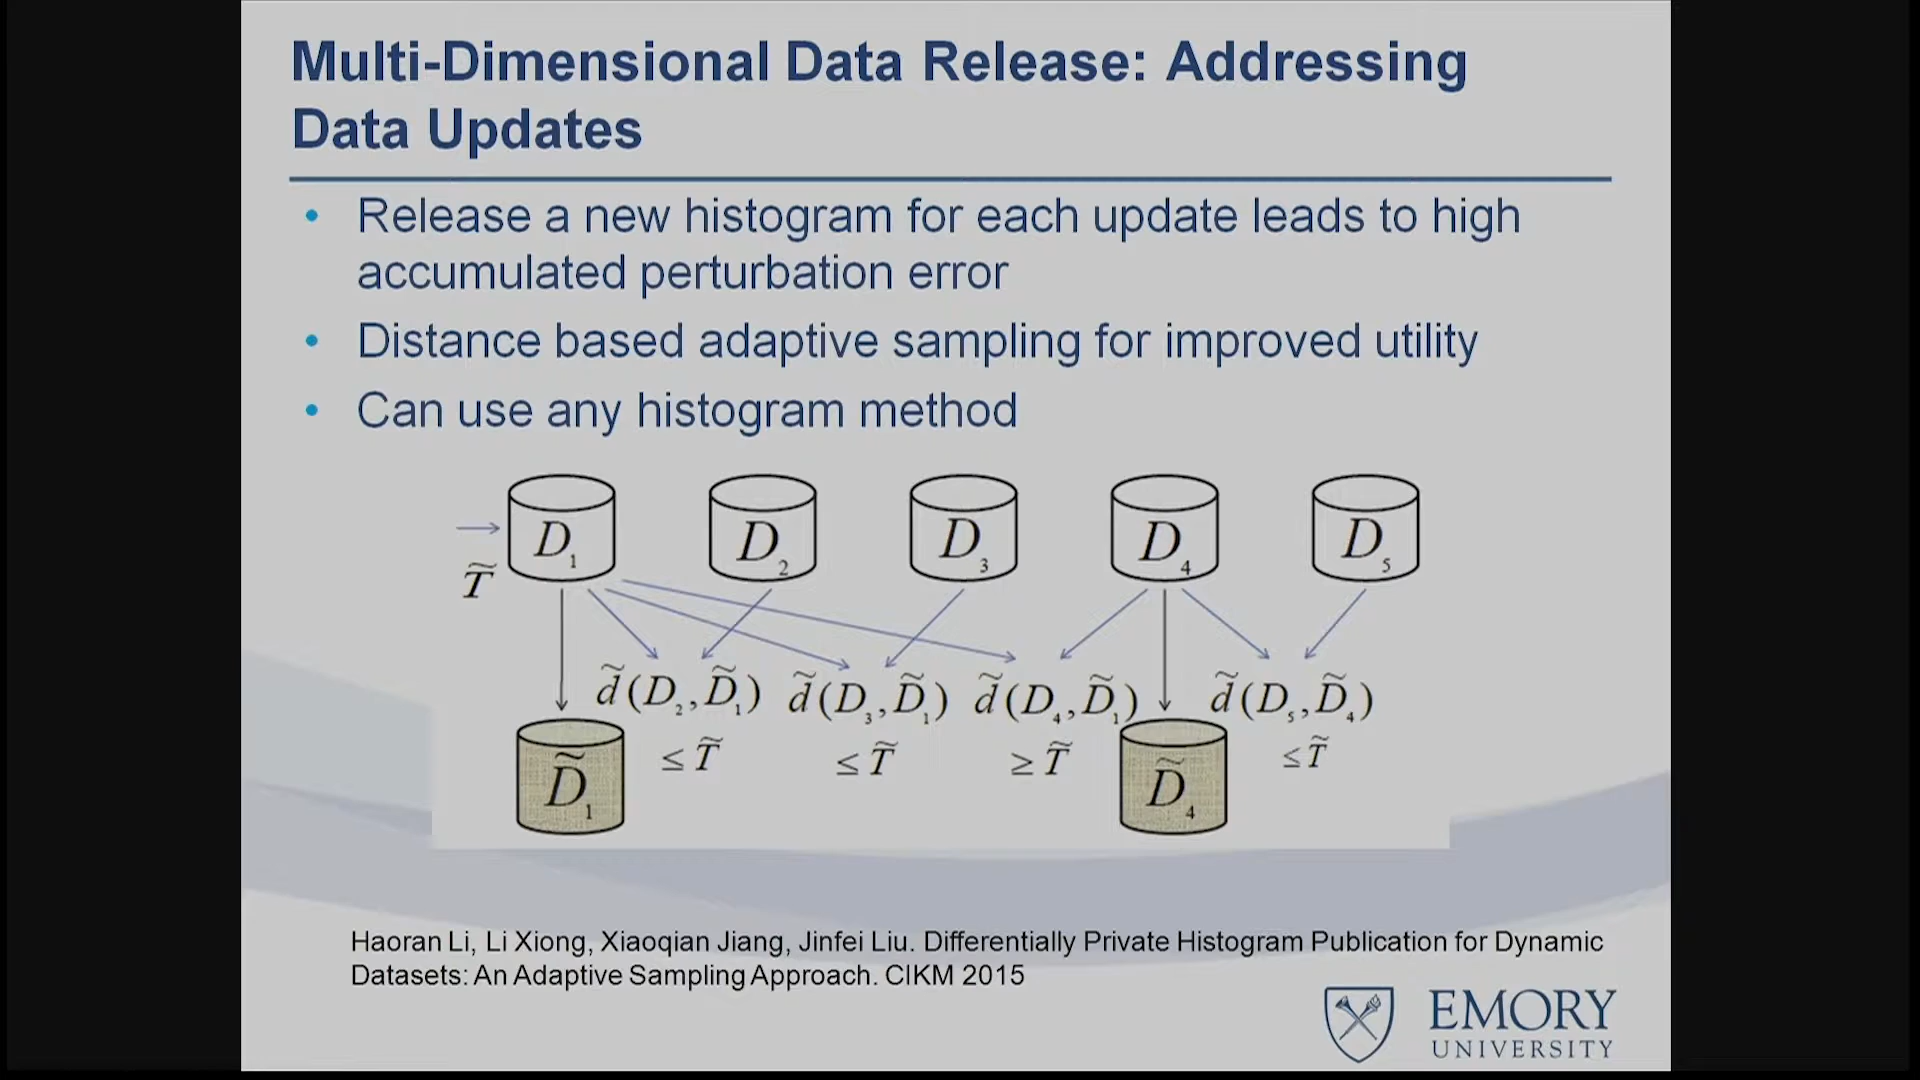 Multi-Dimensional Data Release: Addressing
Data Updates
• Release a new histogram for each update leads to high
accumulated perturbation error
• Distance based adaptive sampling for improved utility
• Can use any histogram method
D₁ D₂ D₃ D₄ D₅
T̃
d̃(D₂,D̃₁) d̃(D₃,D̃₁) d̃(D₄,D̃₁) d̃(D₅,D̃₄)
≤ T̃ ≤ T̃ ≥ T̃ ≤ T̃
D̃₁ D̃₄
Haoran Li, Li Xiong, Xiaoqian Jiang, Jinfei Liu. Differentially Private Histogram Publication for Dynamic
Datasets: An Adaptive Sampling Approach. CIKM 2015
EMORY
UNIVERSITY